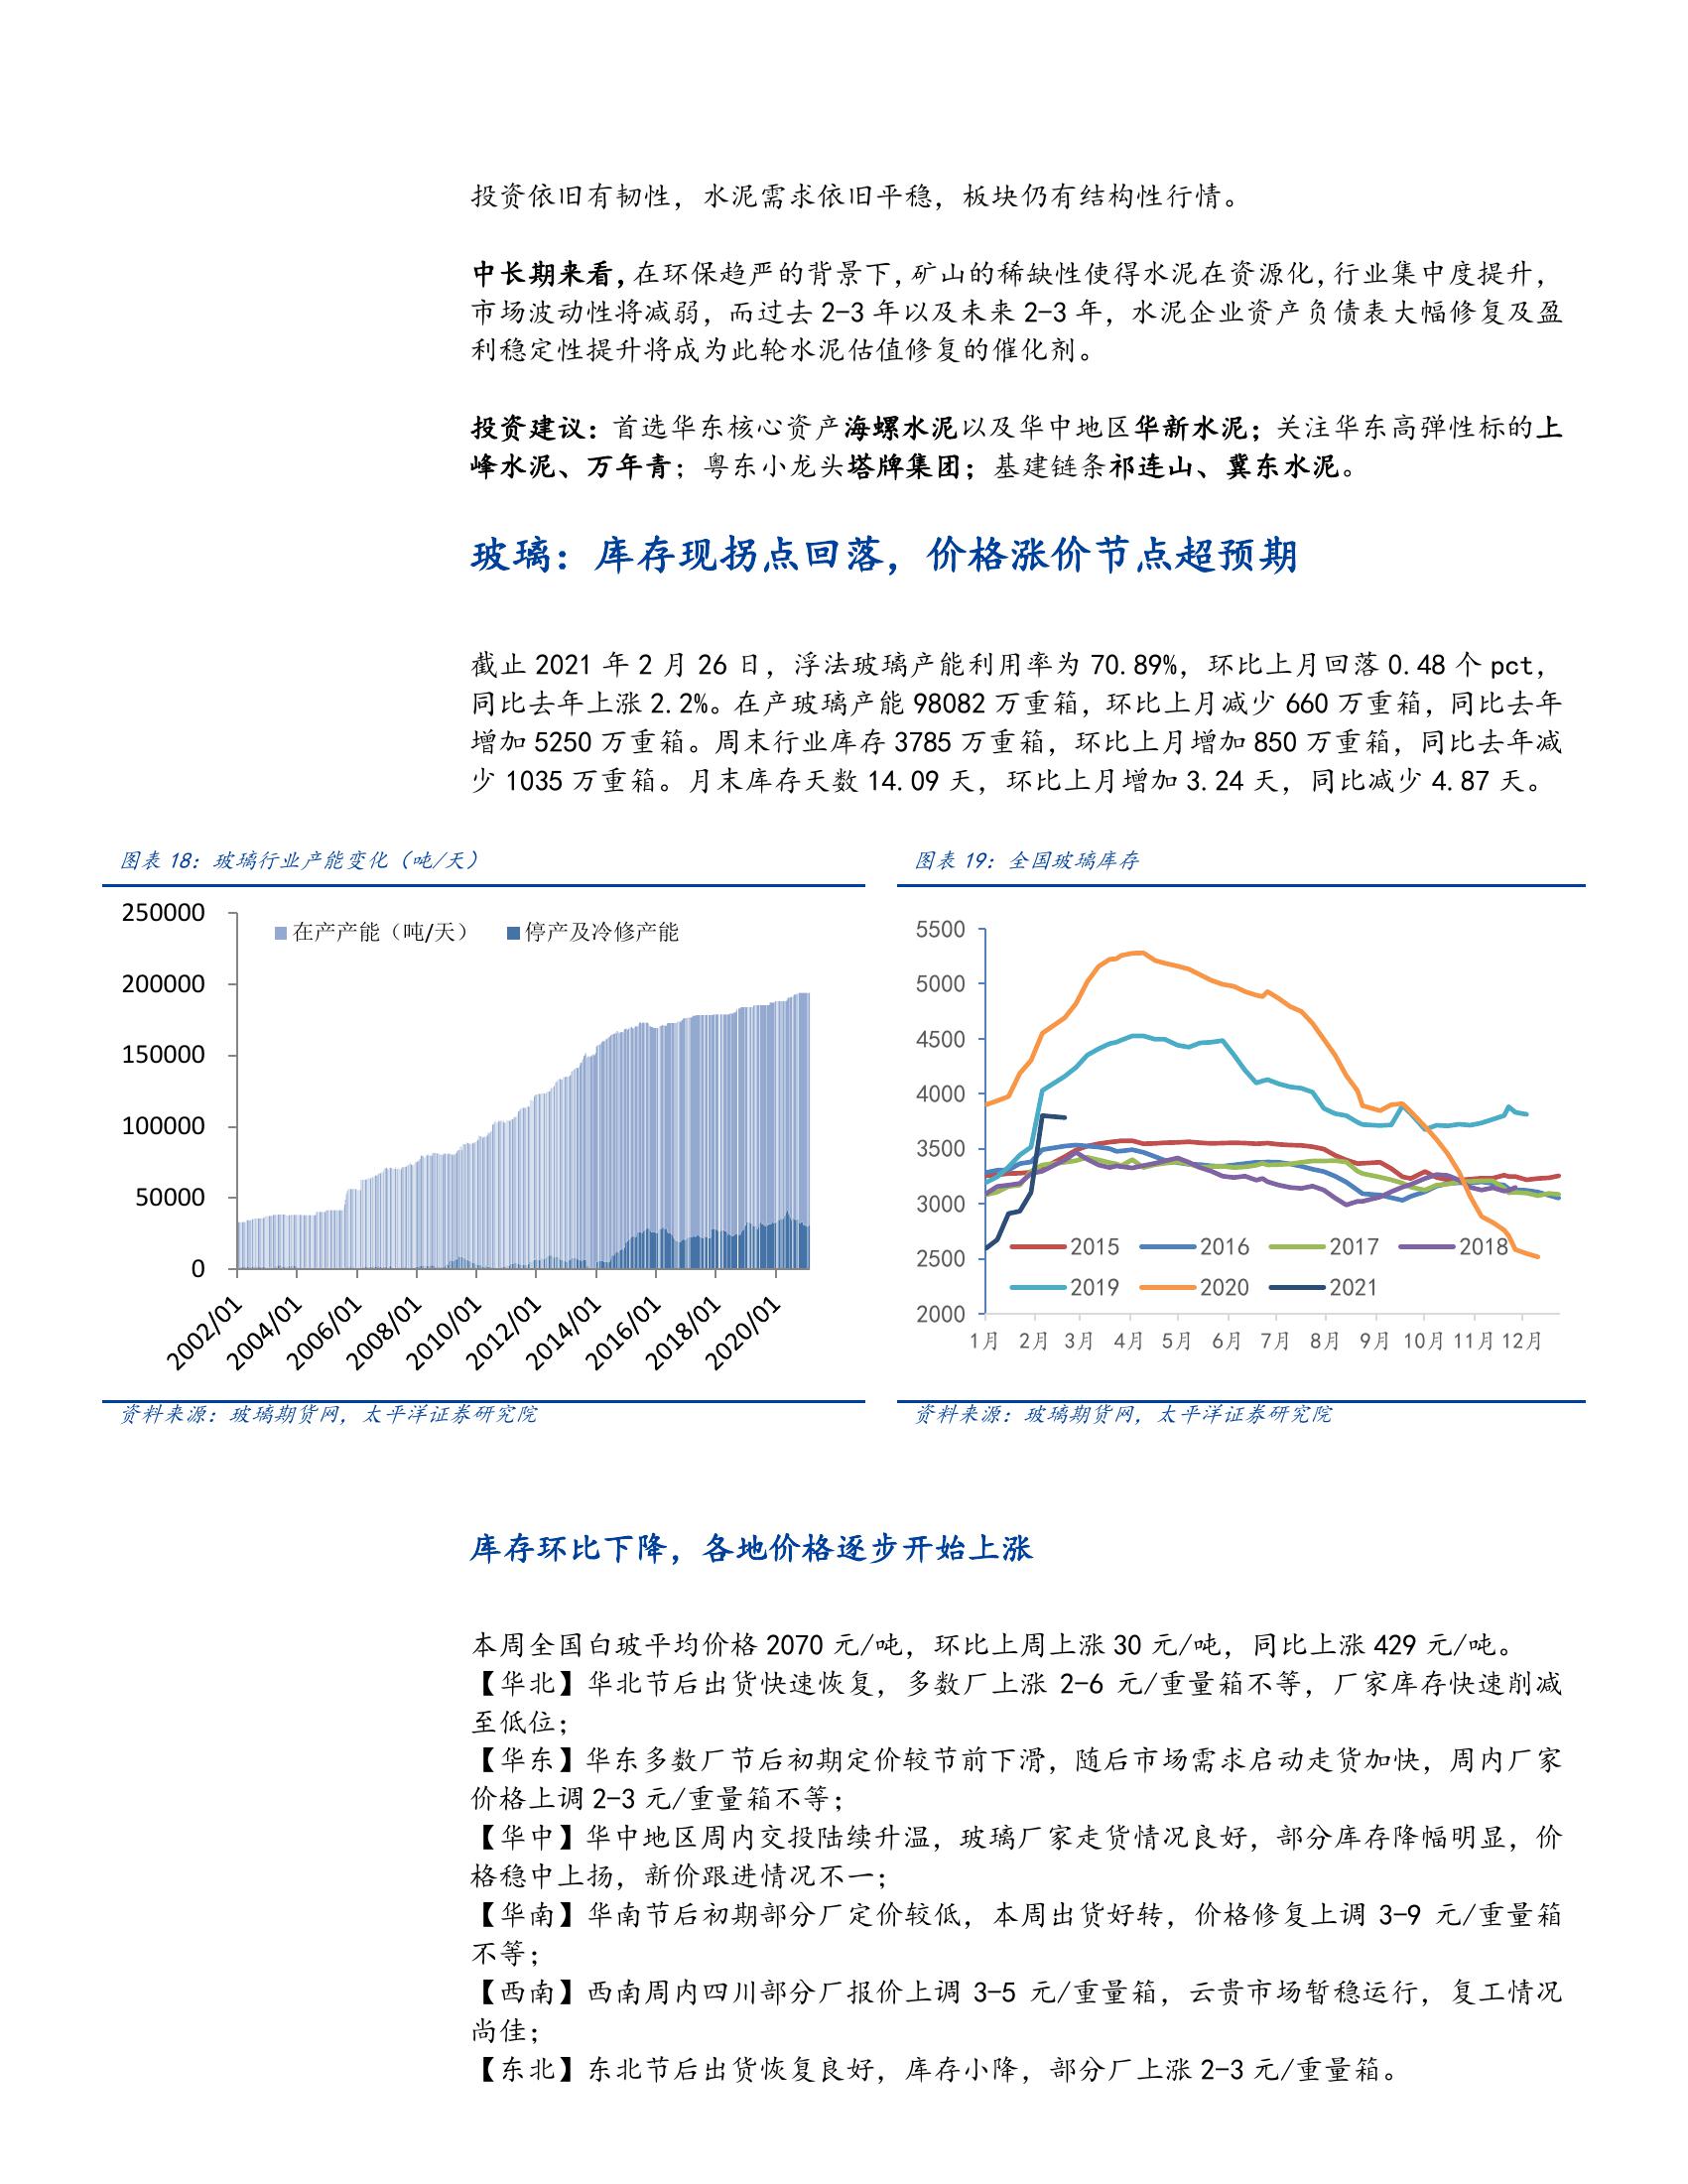 投资依旧有韧性，水泥需求依旧平稳，板块仍有结构性行情。
中长期来看，在环保趋严的背景下，矿山的稀缺性使得水泥在资源化，行业集中度提升，
市场波动性将减弱，而过去 2-3 年以及未来 2-3 年，水泥企业资产负债表大幅修复及盈
利稳定性提升将成为此轮水泥估值修复的催化剂。
投资建议：首选华东核心资产海螺水泥以及华中地区华新水泥；关注华东高弹性标的上
峰水泥、万年青；粤东小龙头塔牌集团；基建链条祁连山、冀东水泥。
玻璃：库存现拐点回落，价格涨价节点超预期
截止 2021 年 2 月 26 日，浮法玻璃产能利用率为 70.89%，环比上月回落 0.48 个 pct，
同比去年上涨 2.2%。在产玻璃产能 98082 万重箱，环比上月减少 660 万重箱，同比去年
增加 5250 万重箱。周末行业库存 3785 万重箱，环比上月增加 850 万重箱，同比去年减
少 1035 万重箱。月末库存天数 14.09 天，环比上月增加 3.24 天，同比减少 4.87 天。
图表 18：玻璃行业产能变化（吨/天）
250000
200000
150000
100000
50000
0
在产产能（吨/天） 停产及冷修产能
2002/01 2004/01 2006/01 2008/01 2010/01 2012/01 2014/01 2016/01 2018/01 2020/01
资料来源：玻璃期货网，太平洋证券研究院
图表 19：全国玻璃库存
5500
5000
4500
4000
3500
3000
2500
2000
2015 2016 2017 2018
2019 2020 2021
1月 2月 3月 4月 5月 6月 7月 8月 9月 10月 11月 12月
资料来源：玻璃期货网，太平洋证券研究院
库存环比下降，各地价格逐步开始上涨
本周全国白玻平均价格 2070 元/吨，环比上周上涨 30 元/吨，同比上涨 429 元/吨。
【华北】华北节后出货快速恢复，多数厂上涨 2-6 元/重量箱不等，厂家库存快速削减
至低位；
【华东】华东多数厂节后初期定价较节前下滑，随后市场需求启动走货加快，周内厂家
价格上调 2-3 元/重量箱不等；
【华中】华中地区周内交投陆续升温，玻璃厂家走货情况良好，部分库存降幅明显，价
格稳中上扬，新价跟进情况不一；
【华南】华南节后初期部分厂定价较低，本周出货好转，价格修复上调 3-9 元/重量箱
不等；
【西南】西南周内四川部分厂报价上调 3-5 元/重量箱，云贵市场暂稳运行，复工情况
尚佳；
【东北】东北节后出货恢复良好，库存小降，部分厂上涨 2-3 元/重量箱。